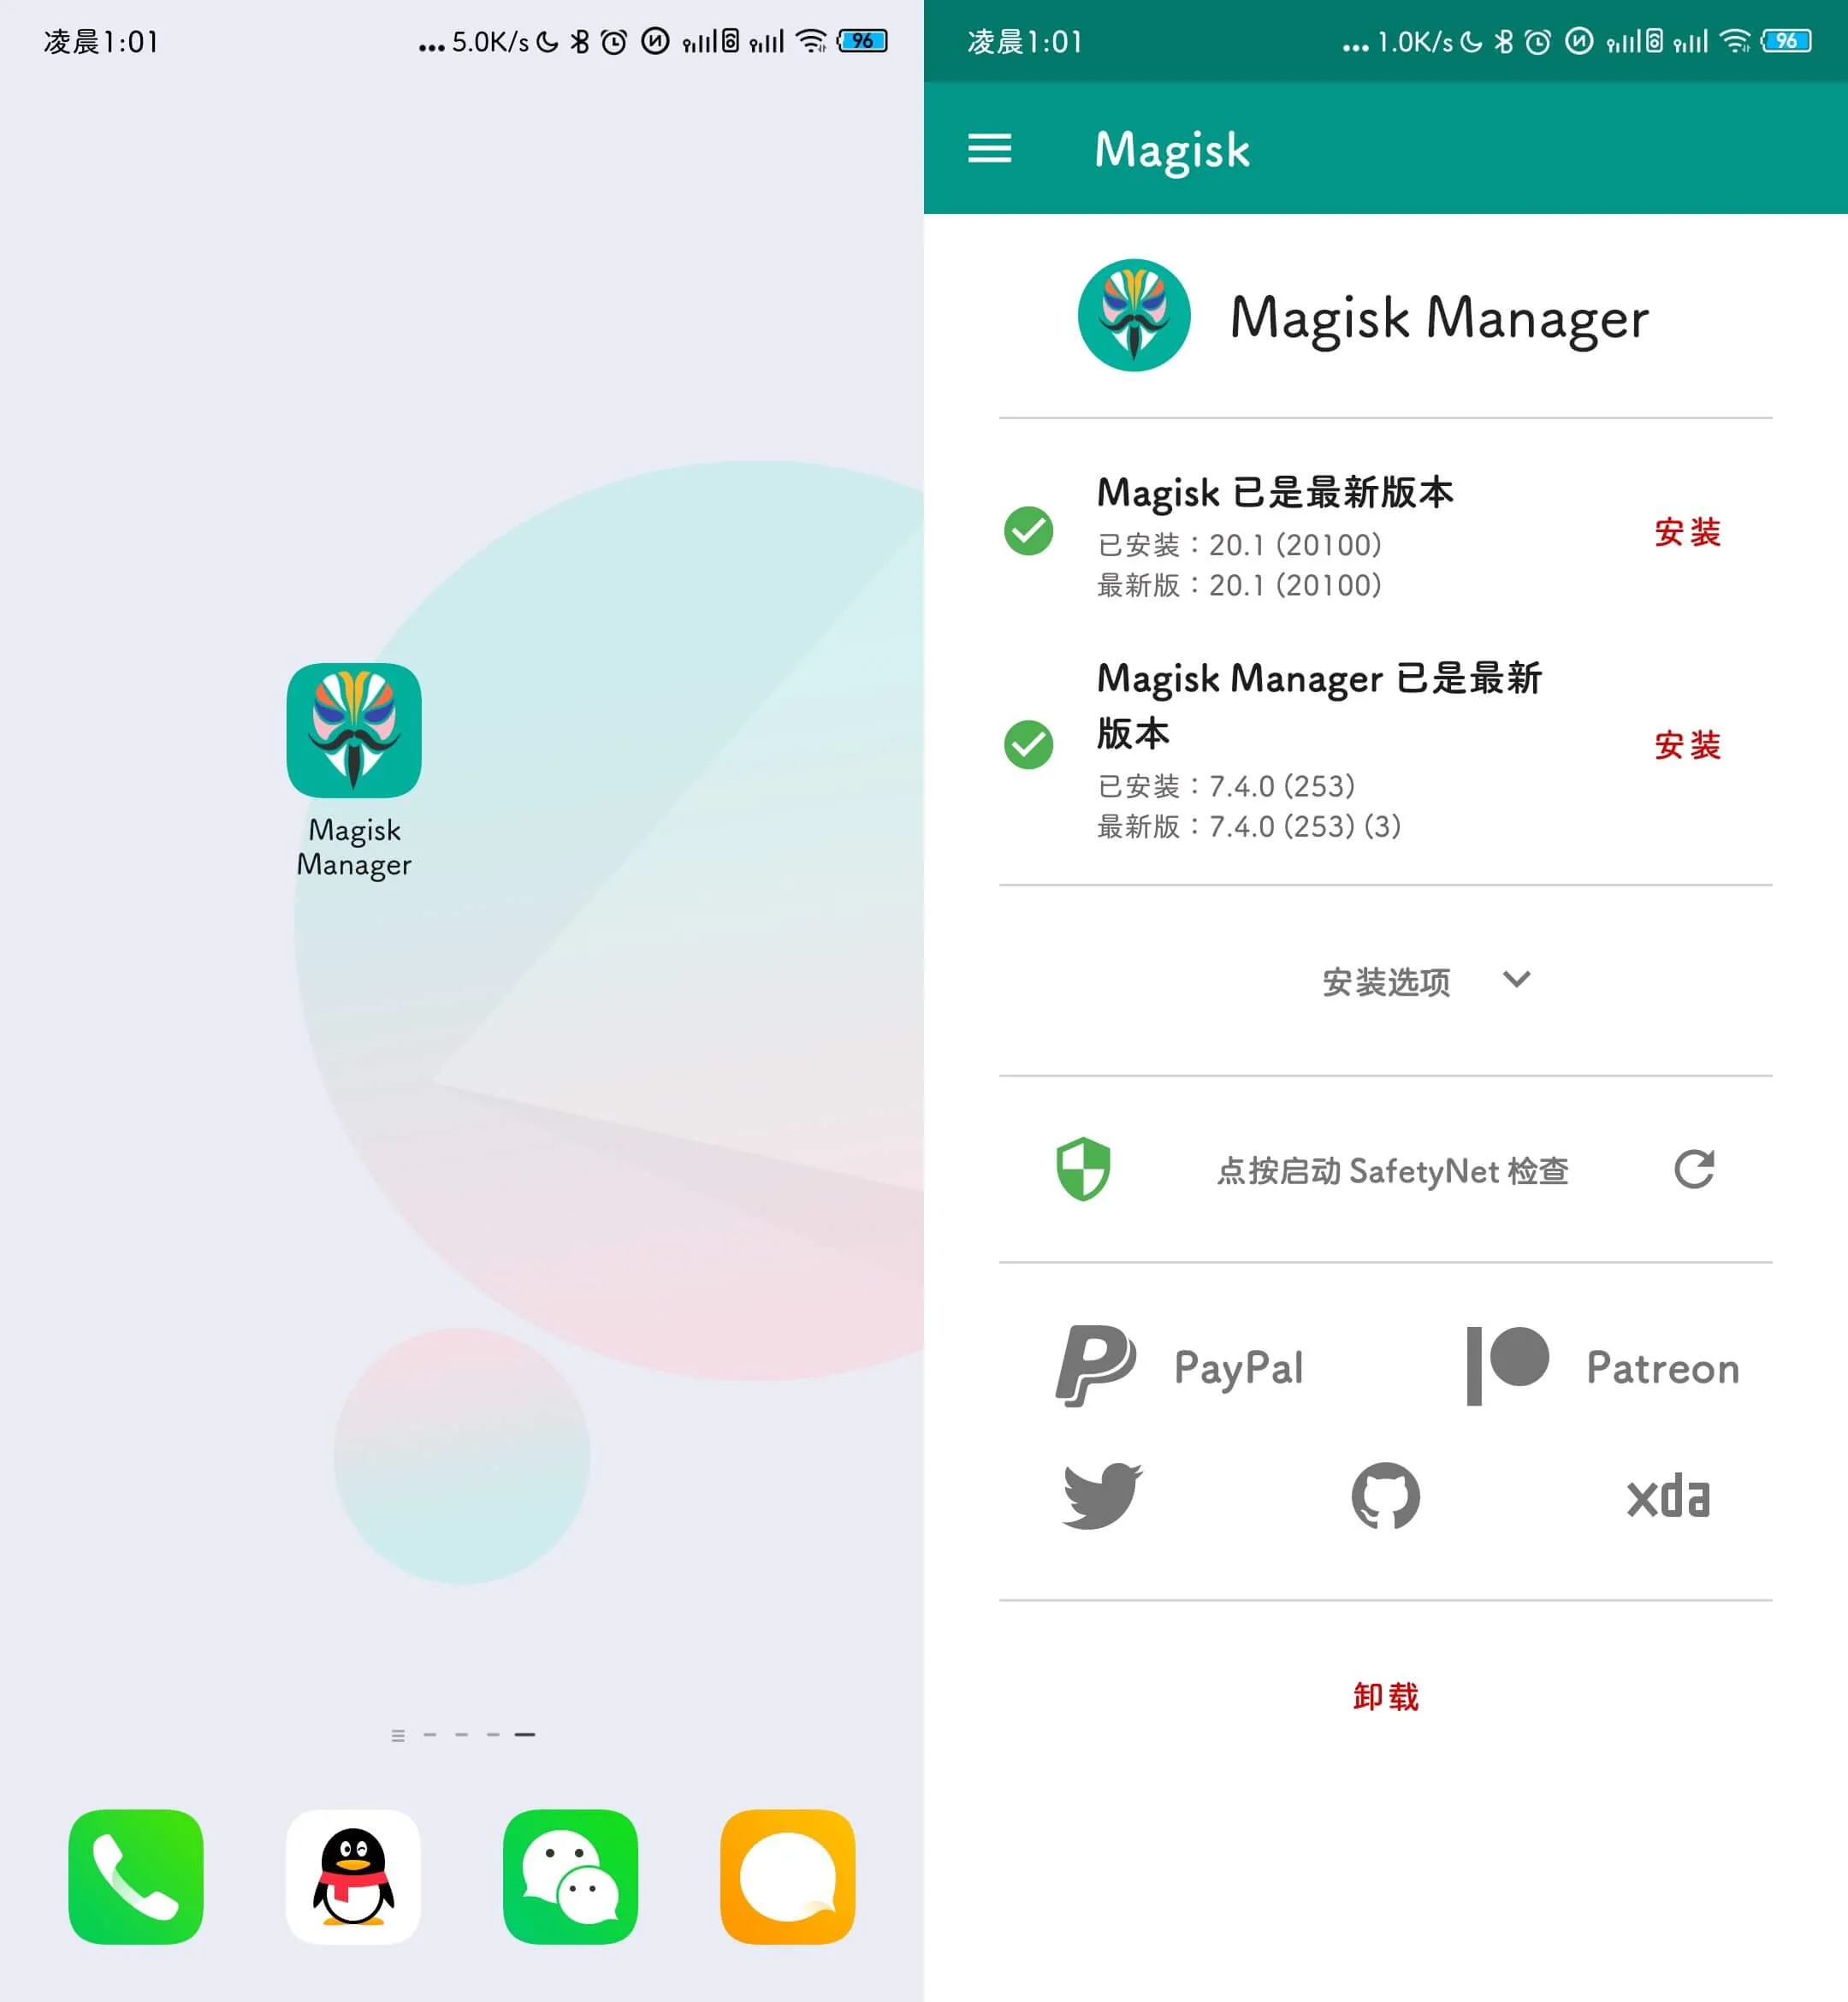 凌晨1:01
... 5.0K/s
96
Magisk
Manager
凌晨1:01
... 1.0K/s
96
Magisk
Magisk Manager
Magisk 已是最新版本
已安装：20.1 (20100)
最新版：20.1 (20100)
安装
Magisk Manager 已是最新
版本
已安装：7.4.0 (253)
最新版：7.4.0 (253) (3)
安装
安装选项
点按启动 SafetyNet 检查
PayPal
Patreon
xda
卸载